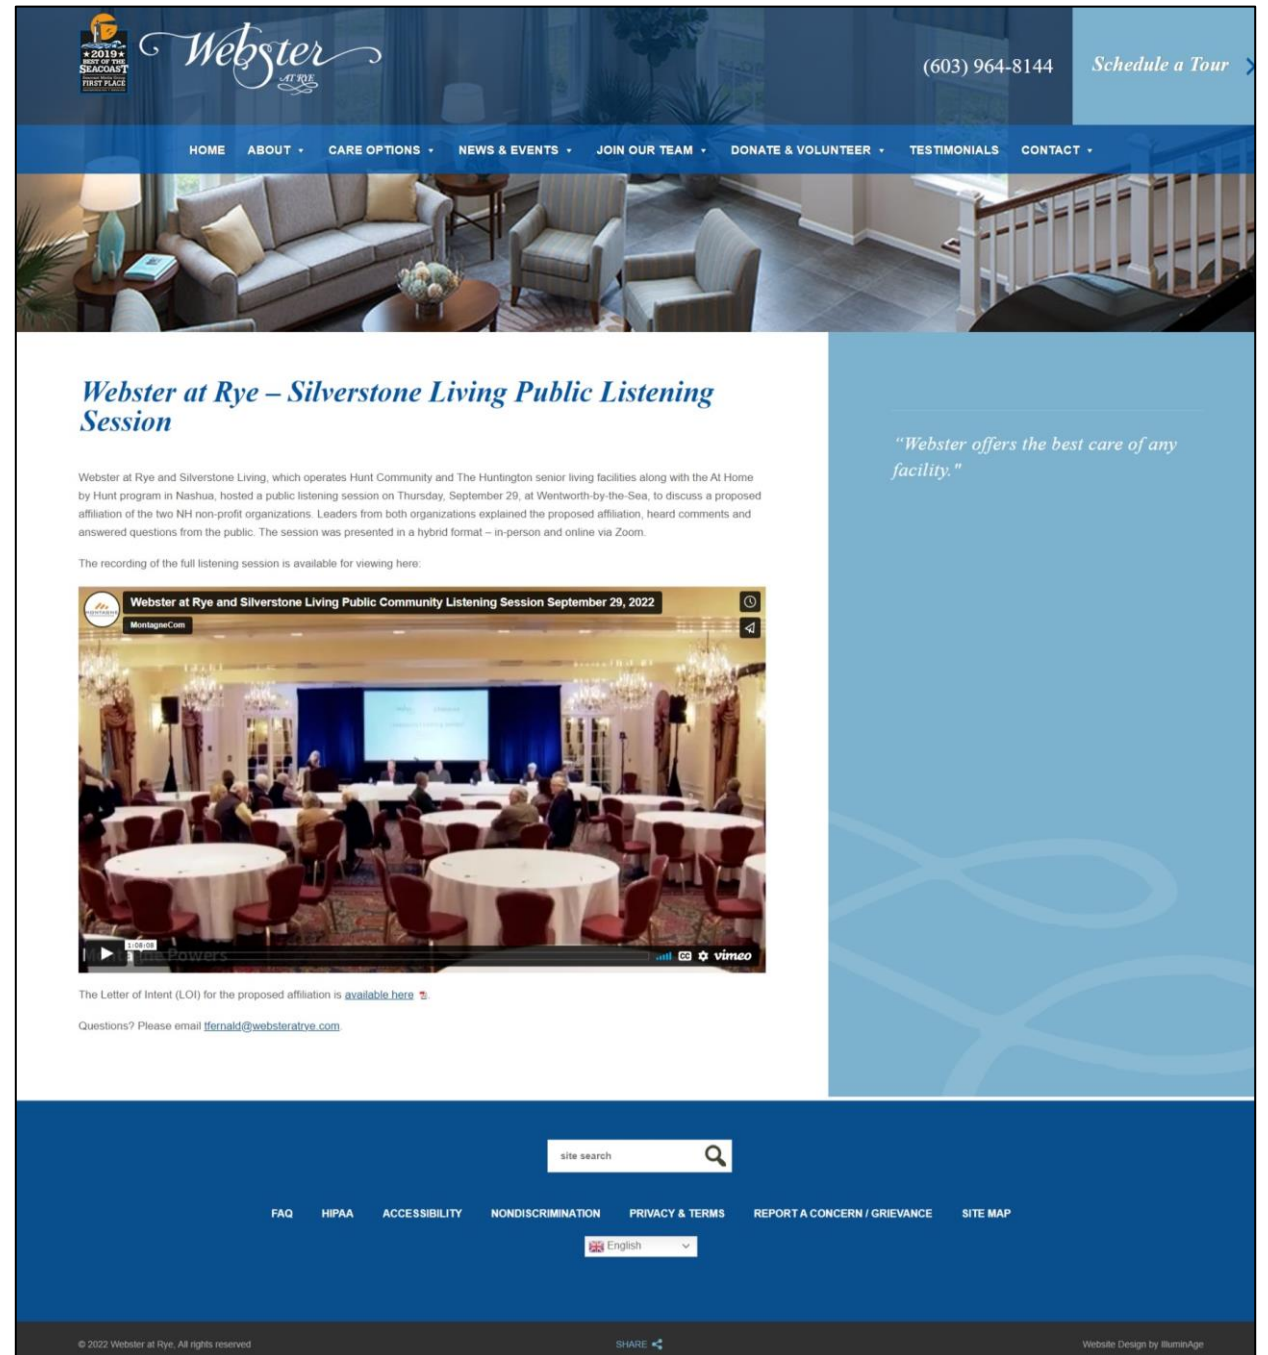 ★2019★
BEST OF THE
SEACOAST
FIRST PLACE
Webster
AT RYE
(603) 964-8144
Schedule a Tour
HOME ABOUT CARE OPTIONS NEWS & EVENTS JOIN OUR TEAM DONATE & VOLUNTEER TESTIMONIALS CONTACT
Webster at Rye – Silverstone Living Public Listening
Session
Webster at Rye and Silverstone Living, which operates Hunt Community and The Huntington senior living facilities along with the At Home
by Hunt program in Nashua, hosted a public listening session on Thursday, September 29, at Wentworth-by-the-Sea, to discuss a proposed
affiliation of the two NH non-profit organizations. Leaders from both organizations explained the proposed affiliation, heard comments and
answered questions from the public. The session was presented in a hybrid format – in-person and online via Zoom.
The recording of the full listening session is available for viewing here:
MONTAGNE
Webster at Rye and Silverstone Living Public Community Listening Session September 29, 2022
MontagneCom
1:08:08
Powers
CC vimeo
The Letter of Intent (LOI) for the proposed affiliation is available here .
Questions? Please email tfernald@websteratrye.com
“Webster offers the best care of any
facility."
site search
FAQ HIPAA ACCESSIBILITY NONDISCRIMINATION PRIVACY & TERMS REPORT A CONCERN / GRIEVANCE SITE MAP
English
© 2022 Webster at Rye, All rights reserved
SHARE
Website Design by IlluminAge